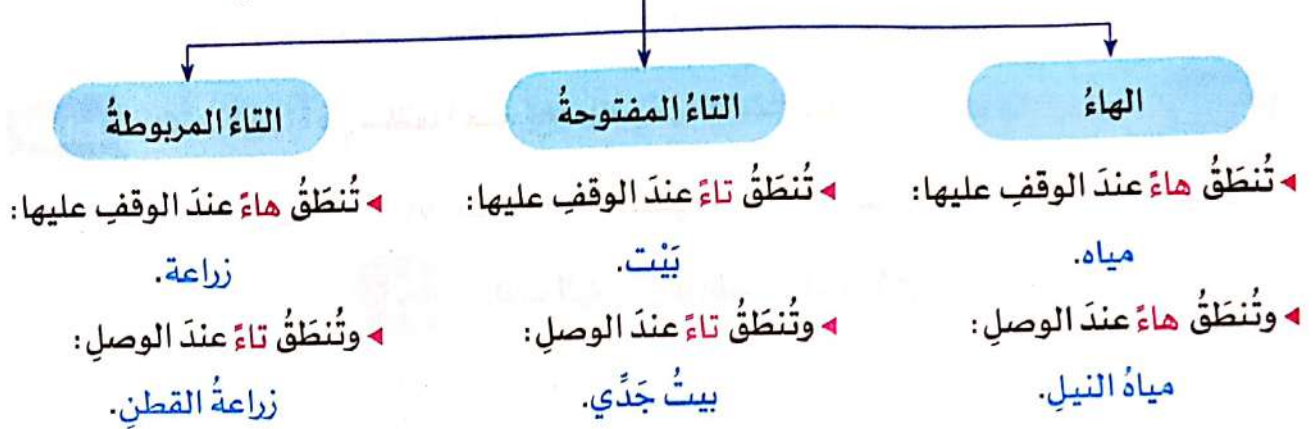 الهاءُ
◂ تُنطَقُ هاءً عندَ الوقفِ عليها:
مياه.
◂ وتُنطَقُ هاءً عندَ الوصلِ:
مياهُ النيلِ.
التاءُ المفتوحةُ
◂ تُنطَقُ تاءً عندَ الوقفِ عليها:
بَيْت.
◂ وتُنطَقُ تاءً عندَ الوصلِ:
بيتُ جَدِّي.
التاءُ المربوطةُ
◂ تُنطَقُ هاءً عندَ الوقفِ عليها:
زراعة.
◂ وتُنطَقُ تاءً عندَ الوصلِ:
زراعةُ القطنِ.